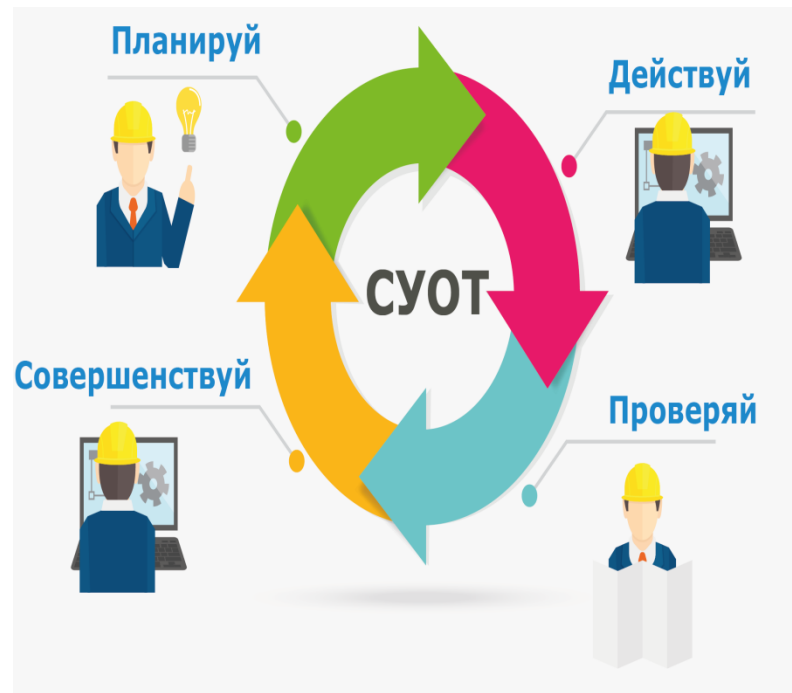 Планируй
Действуй
СУОТ
Совершенствуй
Проверяй